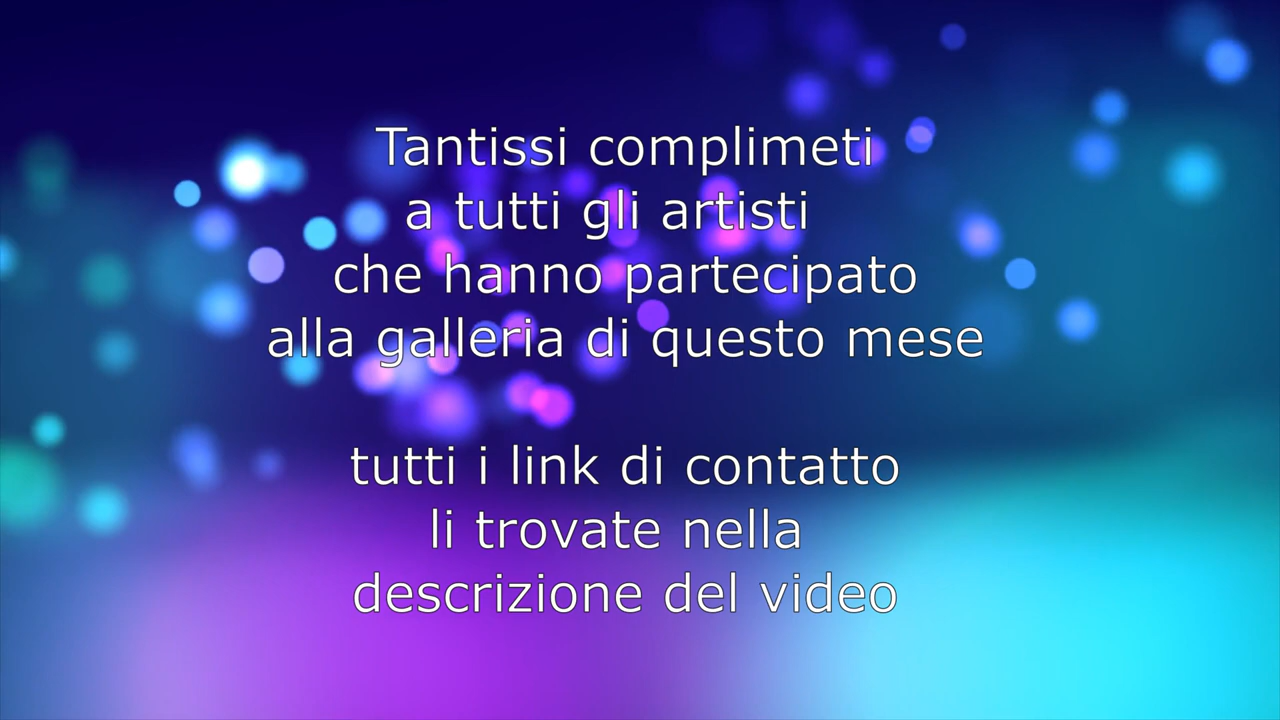 Tantissi complimeti
a tutti gli artisti
che hanno partecipato
alla galleria di questo mese
tutti i link di contatto
li trovate nella
descrizione del video